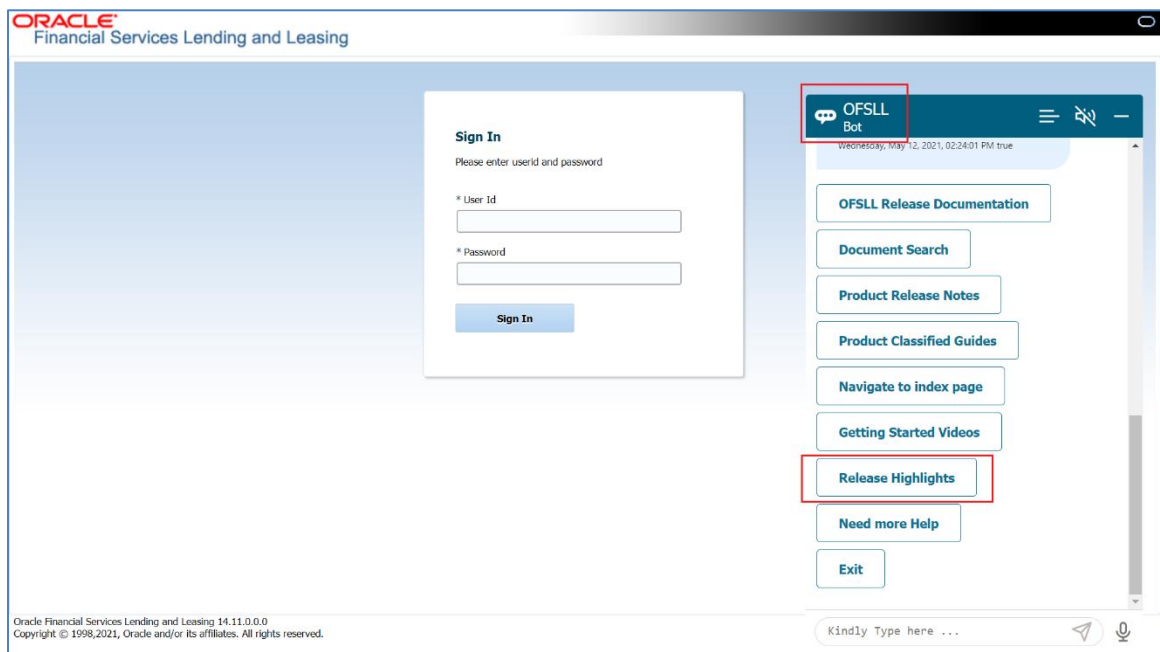 ORACLE
Financial Services Lending and Leasing
Sign In
Please enter userid and password
* User Id
* Password
Sign In
OFSLL
Bot
Wednesday, May 12, 2021, 02:24:01 PM true
OFSLL Release Documentation
Document Search
Product Release Notes
Product Classified Guides
Navigate to index page
Getting Started Videos
Release Highlights
Need more Help
Exit
Kindly Type here ...
Oracle Financial Services Lending and Leasing 14.11.0.0.0
Copyright © 1998,2021, Oracle and/or its affiliates. All rights reserved.